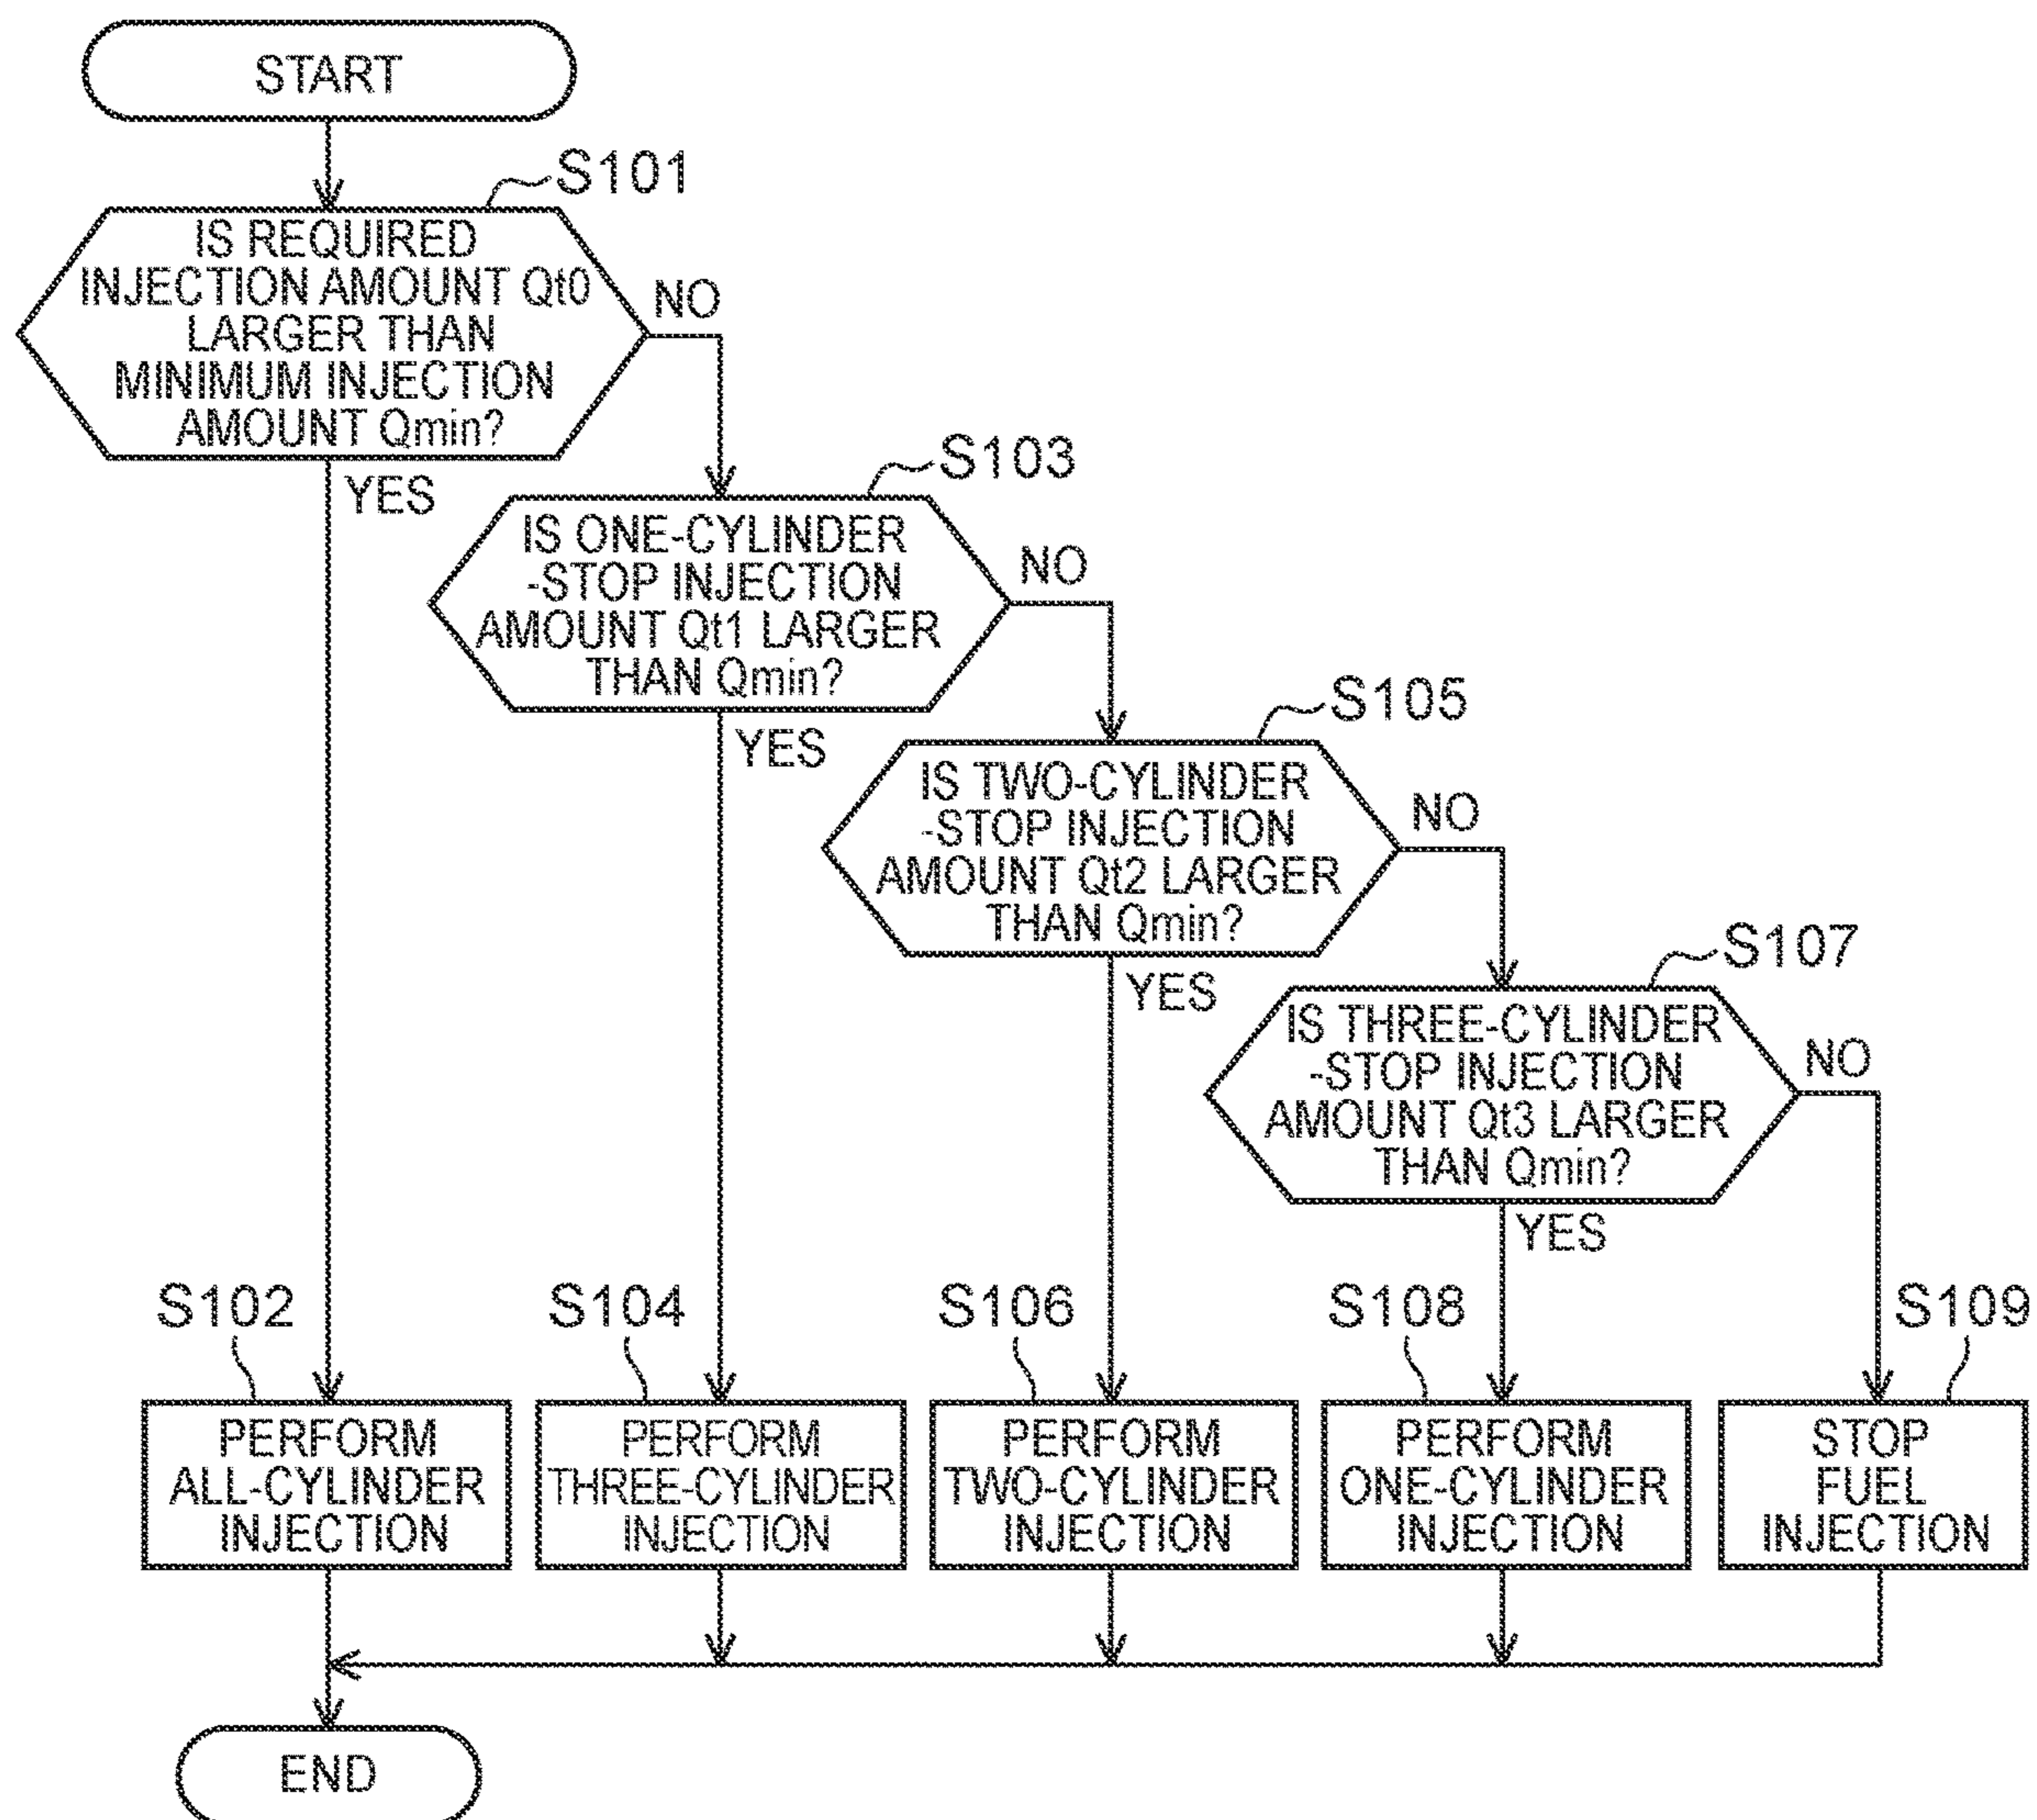 START
S101
IS REQUIRED
INJECTION AMOUNT Qt0
LARGER THAN
MINIMUM INJECTION
AMOUNT Qmin?
NO
YES
S103
IS ONE-CYLINDER
-STOP INJECTION
AMOUNT Qt1 LARGER
THAN Qmin?
NO
YES
S105
IS TWO-CYLINDER
-STOP INJECTION
AMOUNT Qt2 LARGER
THAN Qmin?
NO
YES
S107
IS THREE-CYLINDER
-STOP INJECTION
AMOUNT Qt3 LARGER
THAN Qmin?
NO
YES
S102
PERFORM
ALL-CYLINDER
INJECTION
S104
PERFORM
THREE-CYLINDER
INJECTION
S106
PERFORM
TWO-CYLINDER
INJECTION
S108
PERFORM
ONE-CYLINDER
INJECTION
S109
STOP
FUEL
INJECTION
END